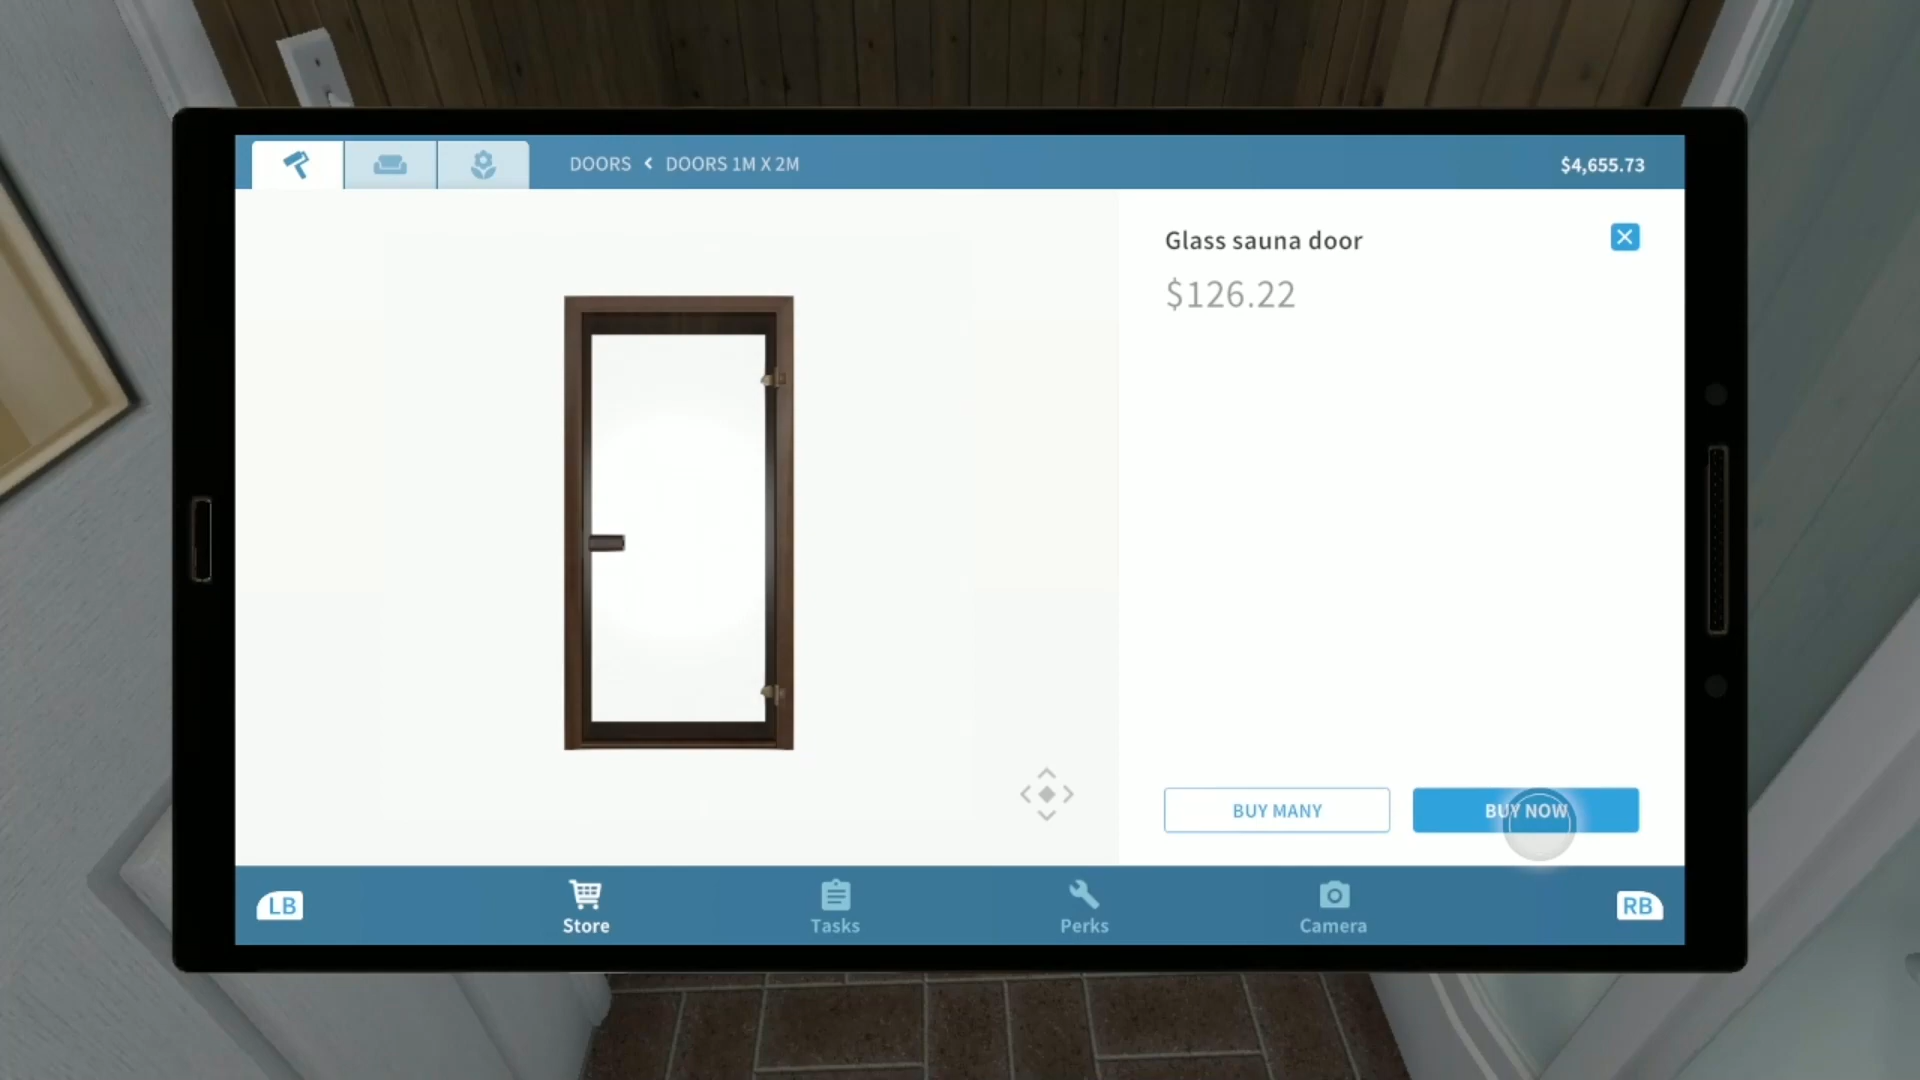 DOORS < DOORS 1M X 2M
$4,655.73
Glass sauna door
$126.22
BUY MANY
BUY NOW
LB
Store
Tasks
Perks
Camera
RB